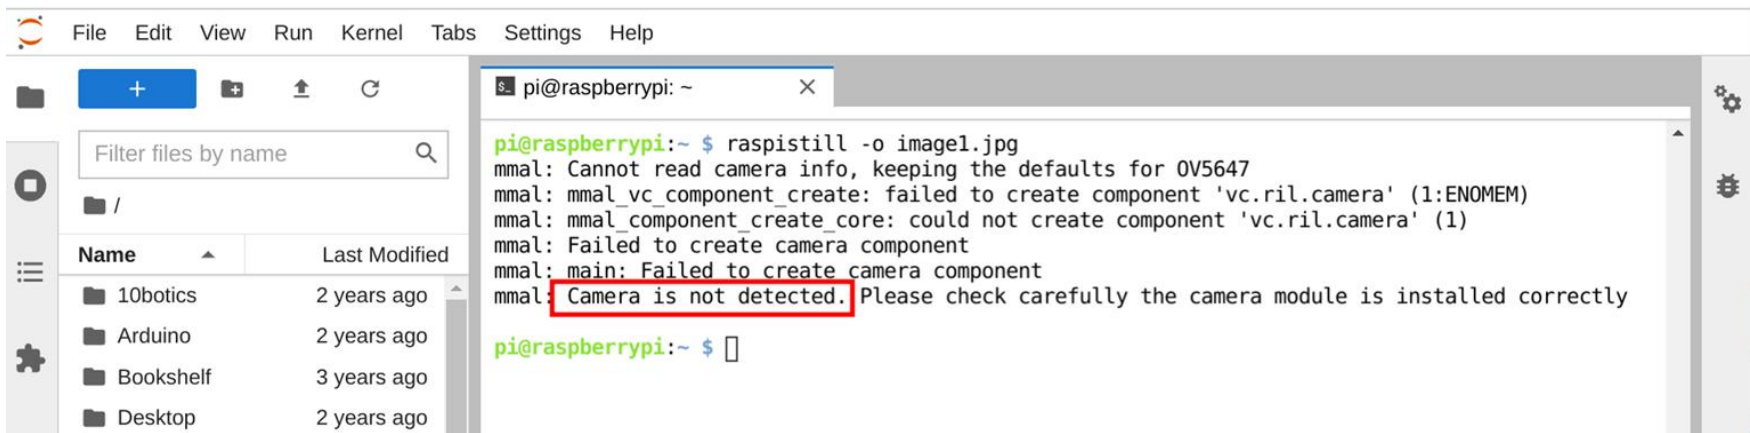 File Edit View Run Kernel Tabs Settings Help
+
Filter files by name
/
Name Last Modified
10botics 2 years ago
Arduino 2 years ago
Bookshelf 3 years ago
Desktop 2 years ago
pi@raspberrypi: ~
pi@raspberrypi:~ $ raspistill -o image1.jpg
mmal: Cannot read camera info, keeping the defaults for OV5647
mmal: mmal_vc_component_create: failed to create component 'vc.ril.camera' (1:ENOMEM)
mmal: mmal_component_create_core: could not create component 'vc.ril.camera' (1)
mmal: Failed to create camera component
mmal: main: Failed to create camera component
mmal: Camera is not detected. Please check carefully the camera module is installed correctly
pi@raspberrypi:~ $